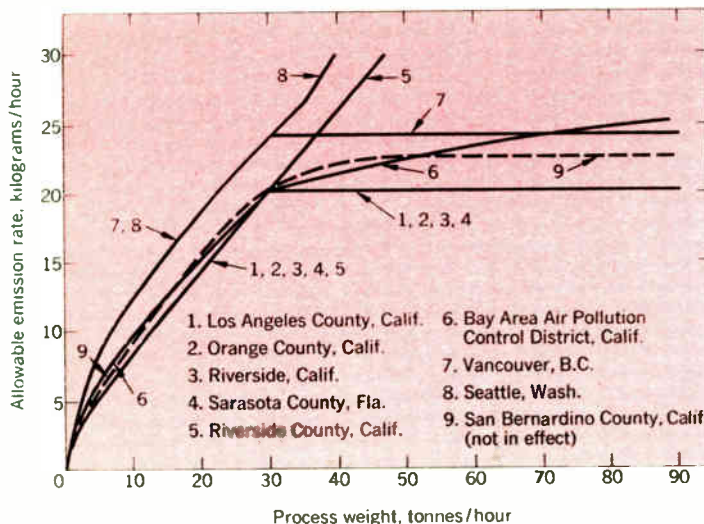 Allowable emission rate, kilograms/hour
30
25
20
15
10
5
0
8
5
7
6
9
1, 2, 3, 4
7, 8
1, 2, 3, 4, 5
9
6
1. Los Angeles County, Calif.
2. Orange County, Calif.
3. Riverside, Calif.
4. Sarasota County, Fla.
5. Riverside County, Calif.
6. Bay Area Air Pollution
Control District, Calif.
7. Vancouver, B.C.
8. Seattle, Wash.
9. San Bernardino County, Calif
(not in effect)
0 10 20 30 40 50 60 70 80 90
Process weight, tonnes/hour